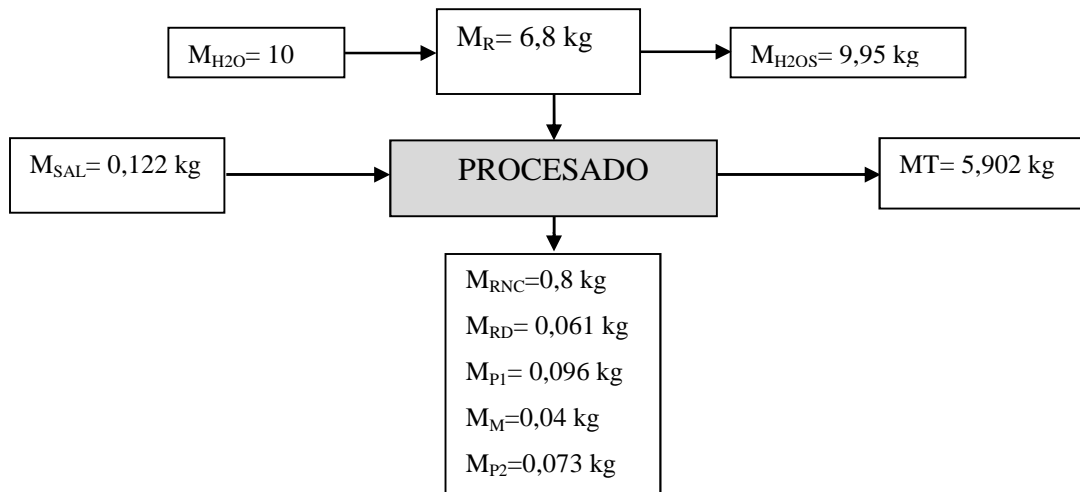 M_H2O= 10
M_R= 6,8 kg
M_H2OS= 9,95 kg
M_SAL= 0,122 kg
PROCESADO
MT= 5,902 kg
M_RNC=0,8 kg
M_RD= 0,061 kg
M_P1= 0,096 kg
M_M=0,04 kg
M_P2=0,073 kg